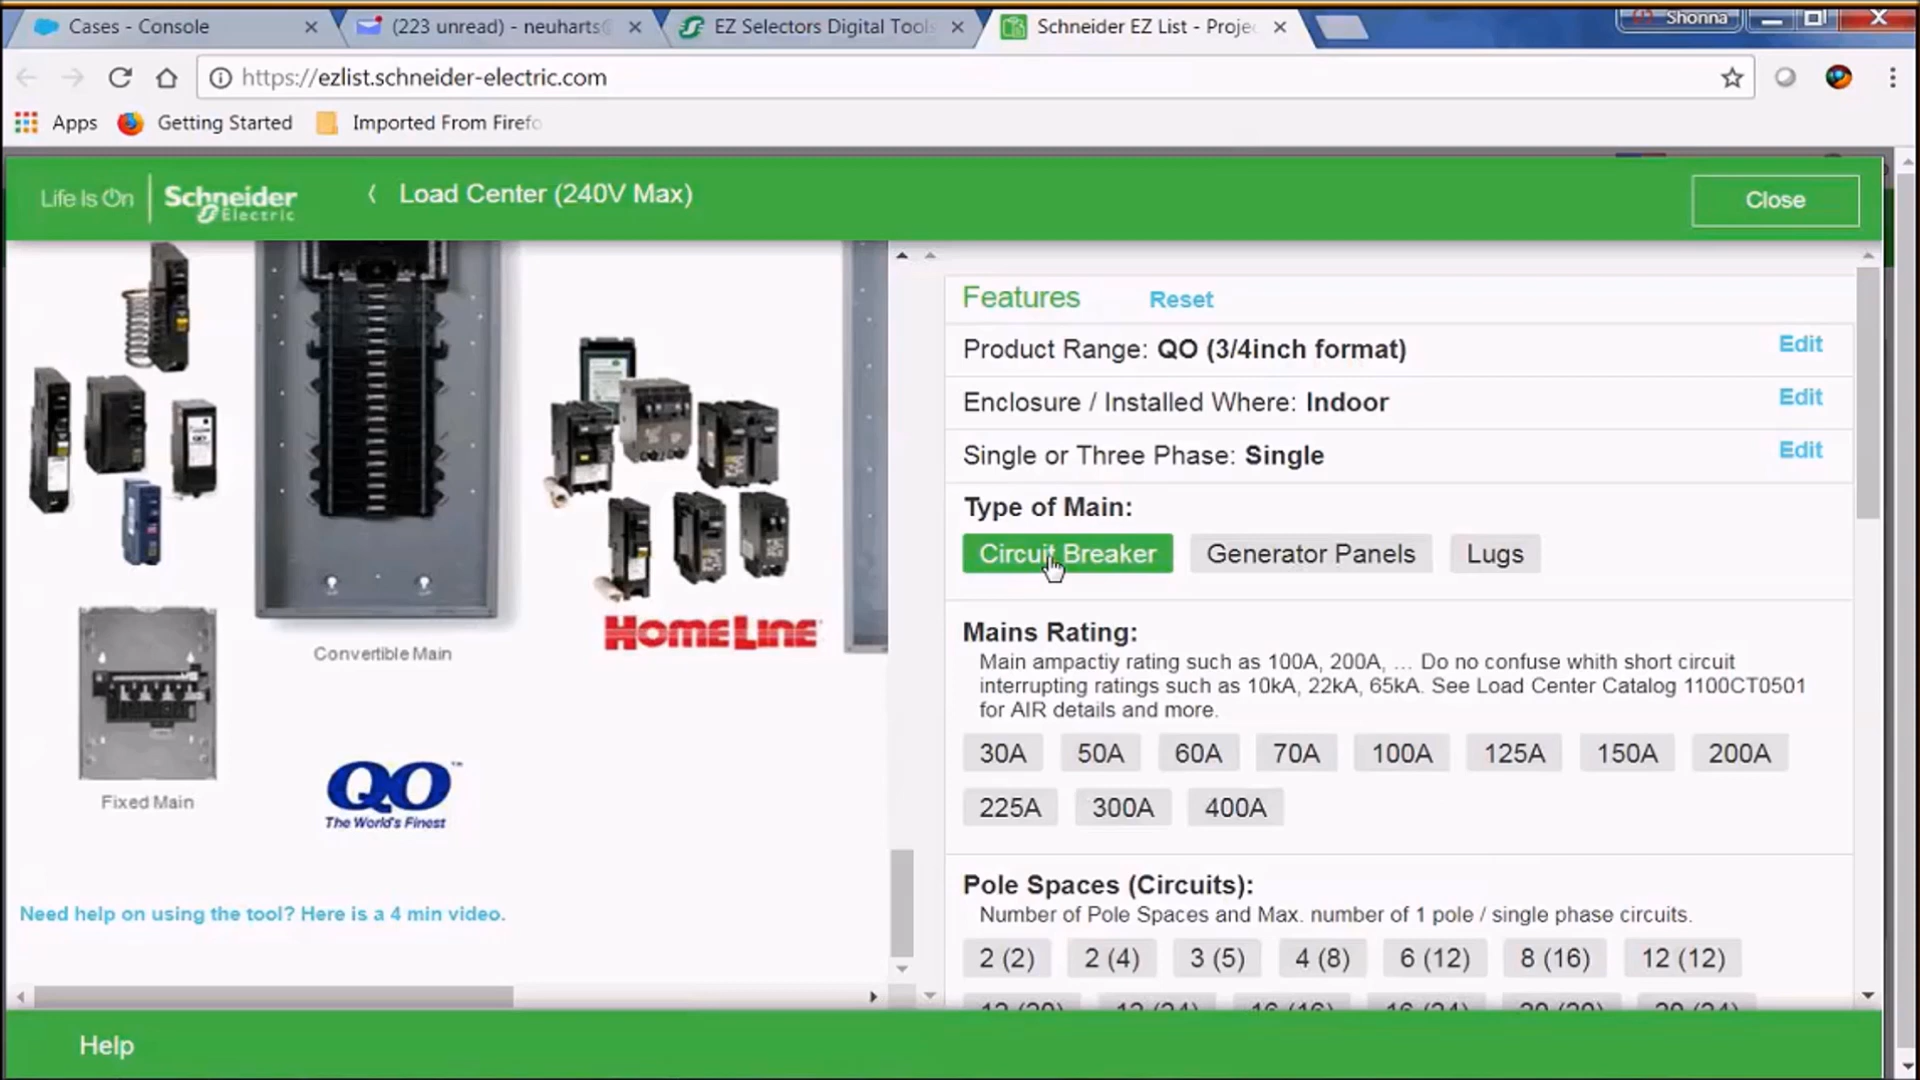 Cases - Console
(223 unread) - neuharts@
EZ Selectors Digital Tools
Schneider EZ List - Projec
Shonna
https://ezlist.schneider-electric.com
Apps
Getting Started
Imported From Firefo
Life Is On
Schneider Electric
Load Center (240V Max)
Close
Features
Reset
Product Range: QO (3/4inch format)
Edit
Enclosure / Installed Where: Indoor
Edit
Single or Three Phase: Single
Edit
Type of Main:
Circuit Breaker
Generator Panels
Lugs
Mains Rating:
Main ampactiy rating such as 100A, 200A, ... Do no confuse whith short circuit
interrupting ratings such as 10kA, 22kA, 65kA. See Load Center Catalog 1100CT0501
for AIR details and more.
30A 50A 60A 70A 100A 125A 150A 200A
225A 300A 400A
Pole Spaces (Circuits):
Number of Pole Spaces and Max. number of 1 pole / single phase circuits.
2 (2) 2 (4) 3 (5) 4 (8) 6 (12) 8 (16) 12 (12)
QO
HOMELINE
Convertible Main
Fixed Main
QO™
The World's Finest
Need help on using the tool? Here is a 4 min video.
Help